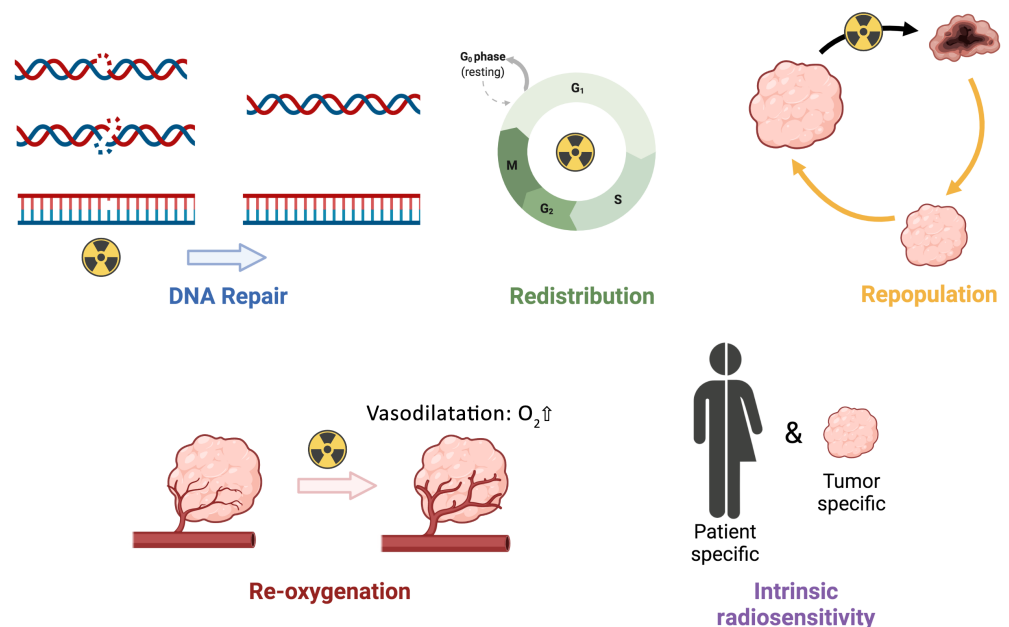 G₀ phase
(resting)
G₁
M
G₂
S
DNA Repair
Redistribution
Repopulation
Vasodilatation: O₂⇧
&
Tumor
specific
Patient
specific
Re-oxygenation
Intrinsic
radiosensitivity